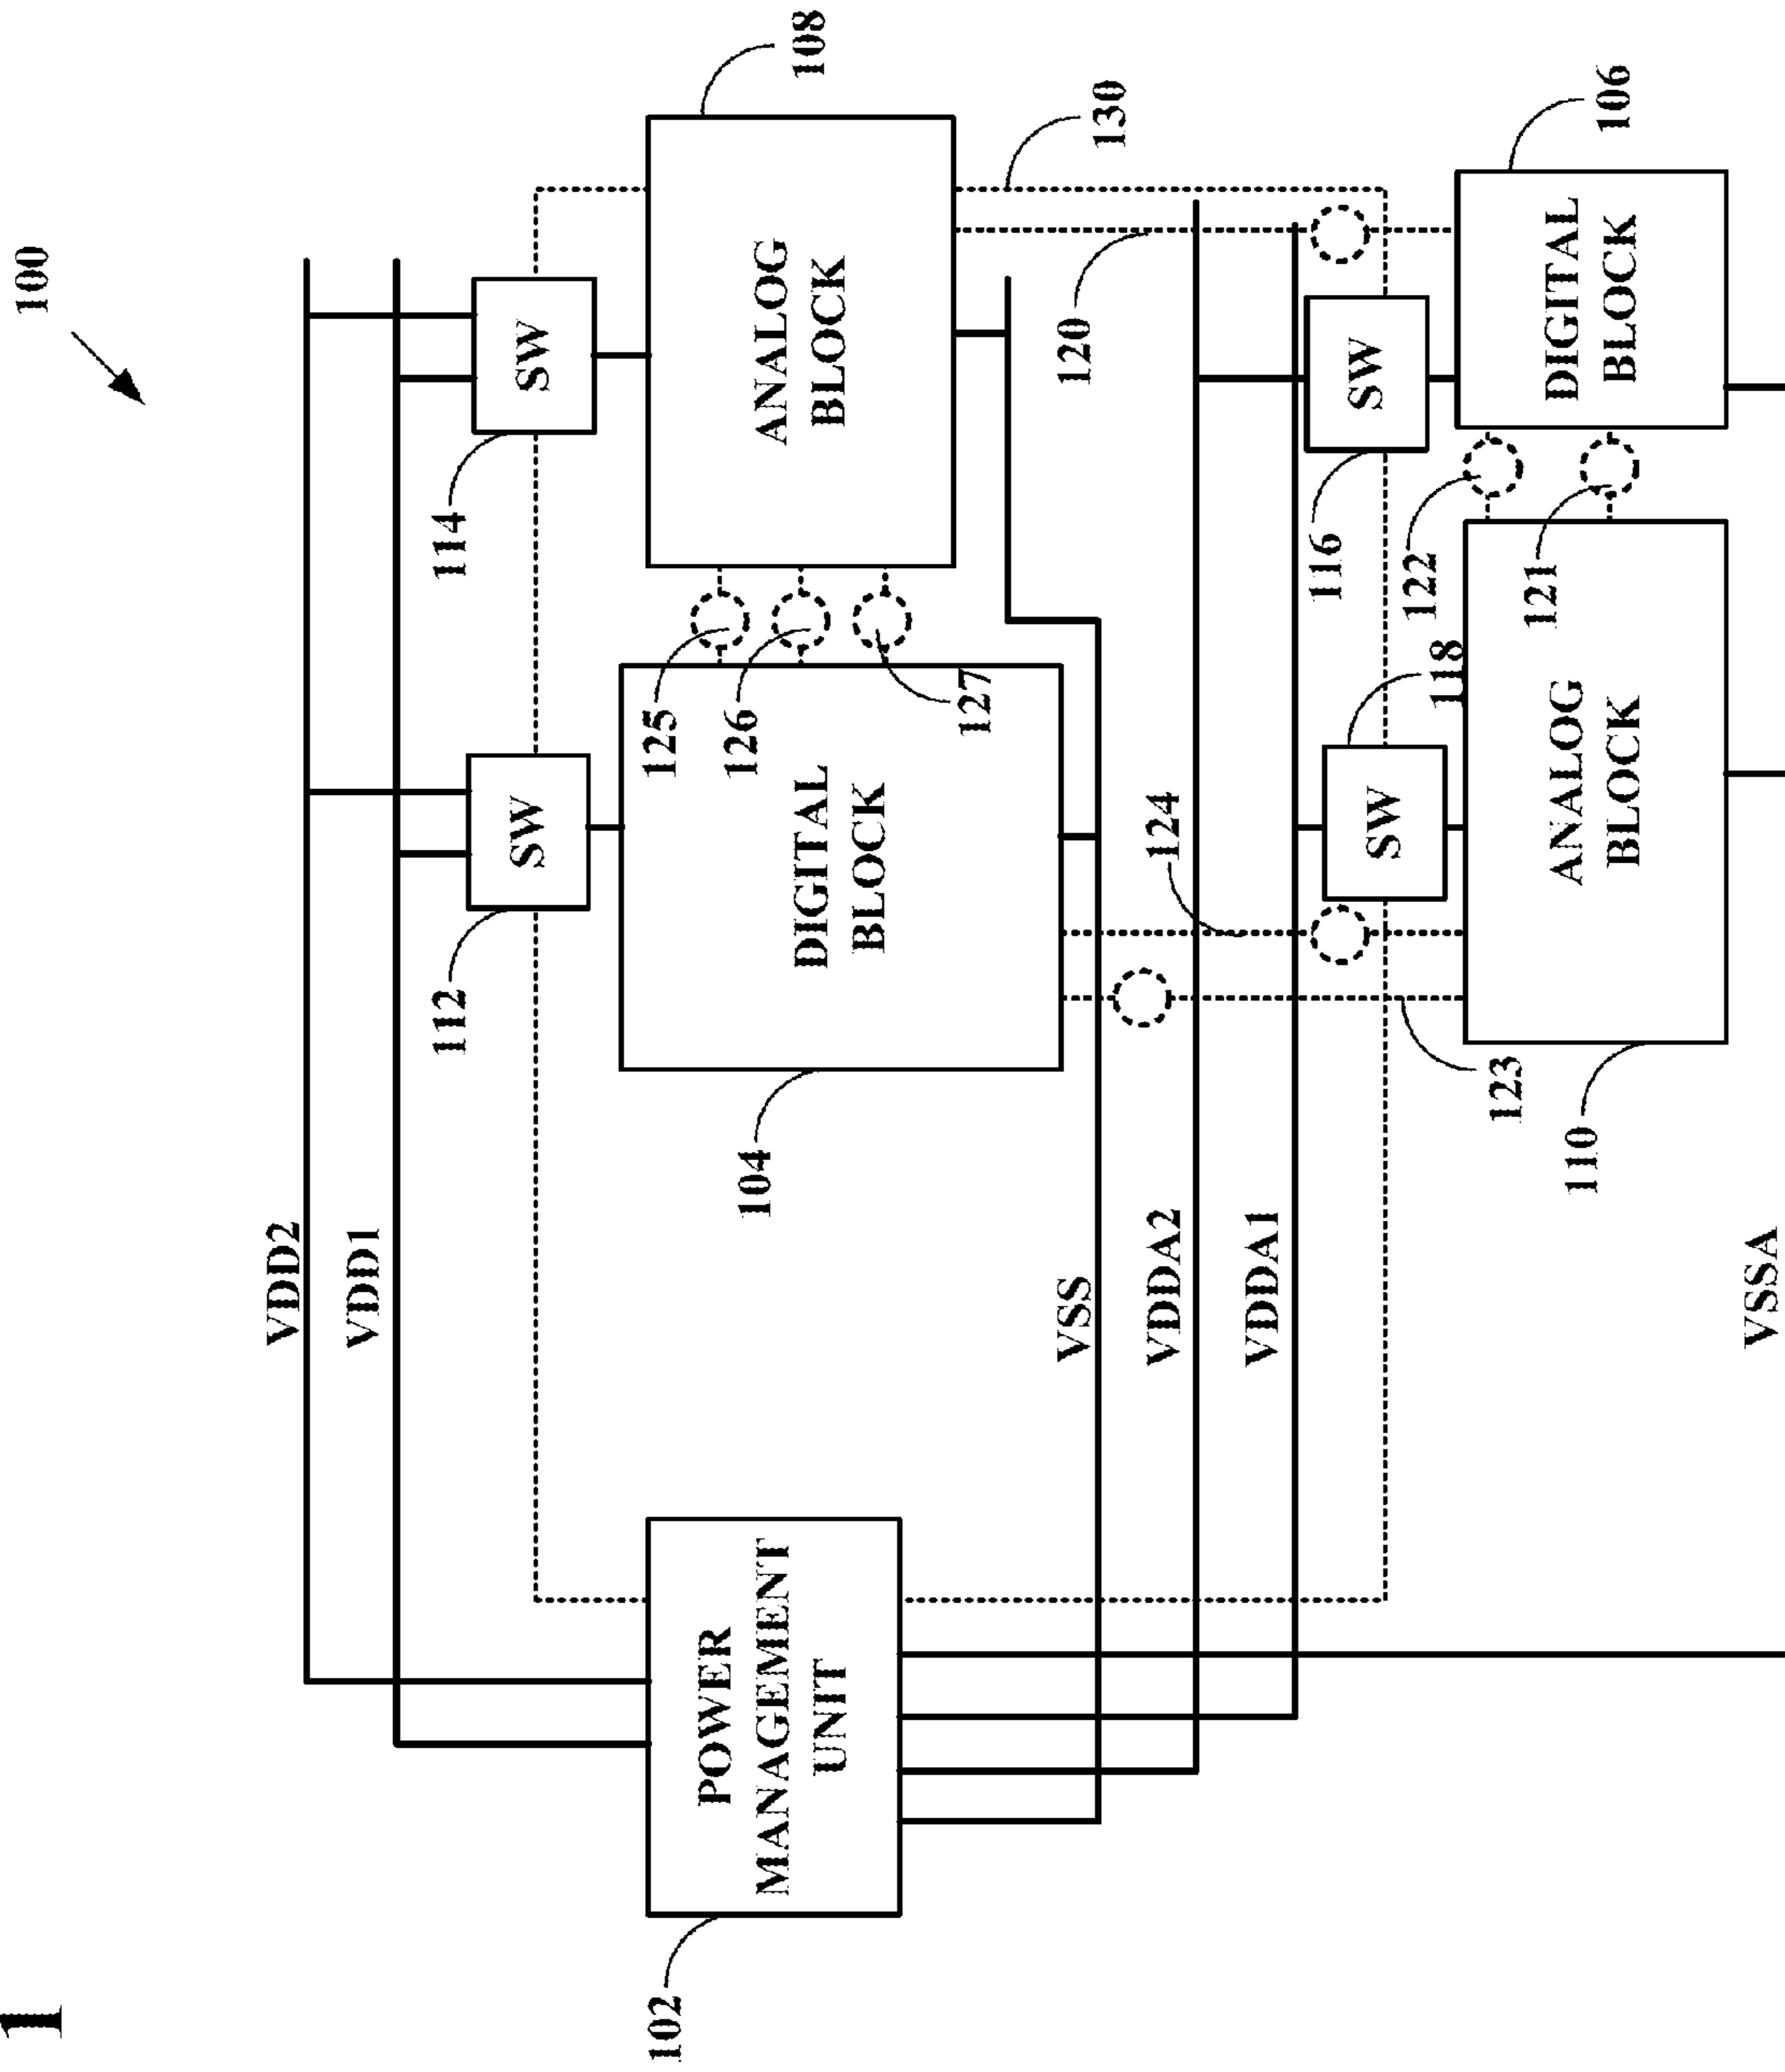 1
100
VDD2
VDD1
112
SW
114
SW
102
POWER
MANAGEMENT
UNIT
104
DIGITAL
BLOCK
125
126
127
108
ANALOG
BLOCK
VSS
VDDA2
VDDA1
124
120
130
116
SW
118
SW
123
122
121
110
ANALOG
BLOCK
106
DIGITAL
BLOCK
VSSA